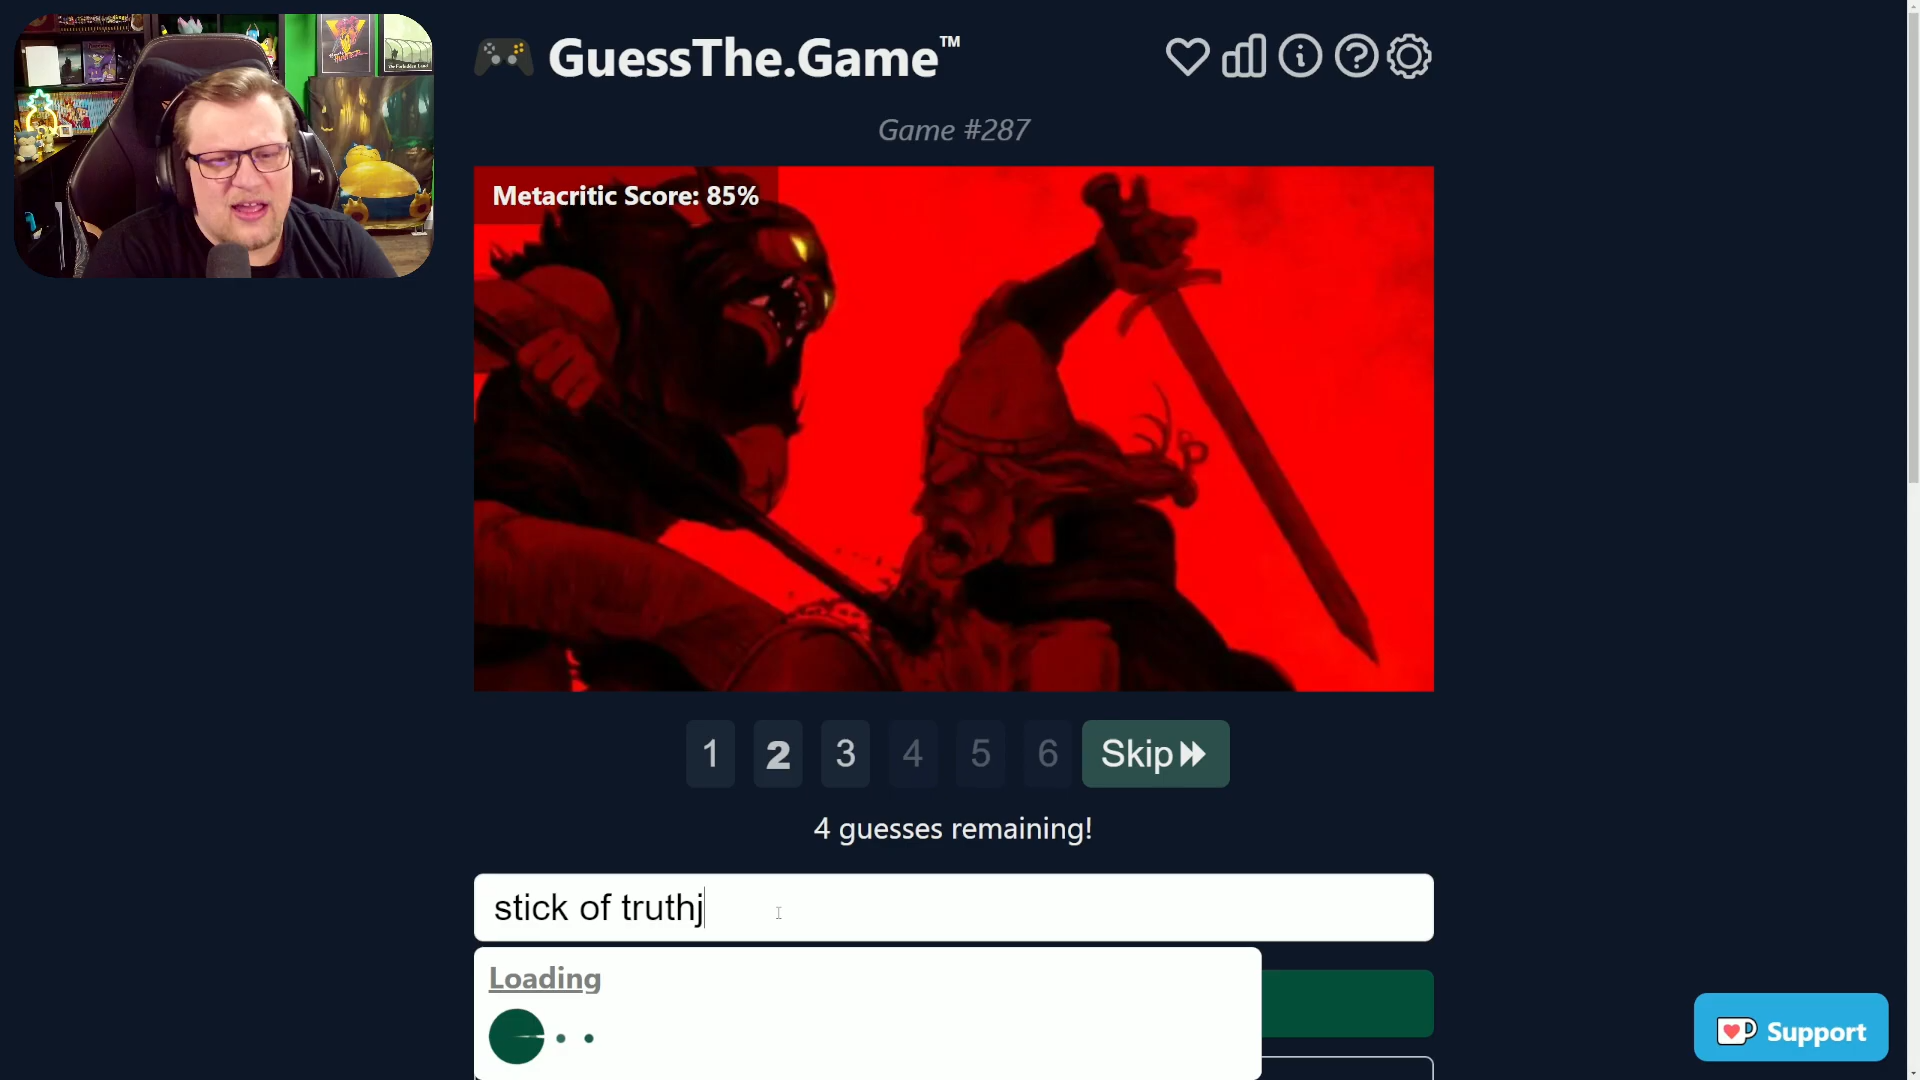 GuessThe.Game™
Game #287
Metacritic Score: 85%
1 2 3 4 5 6 Skip
4 guesses remaining!
stick of truthj
Loading
Support